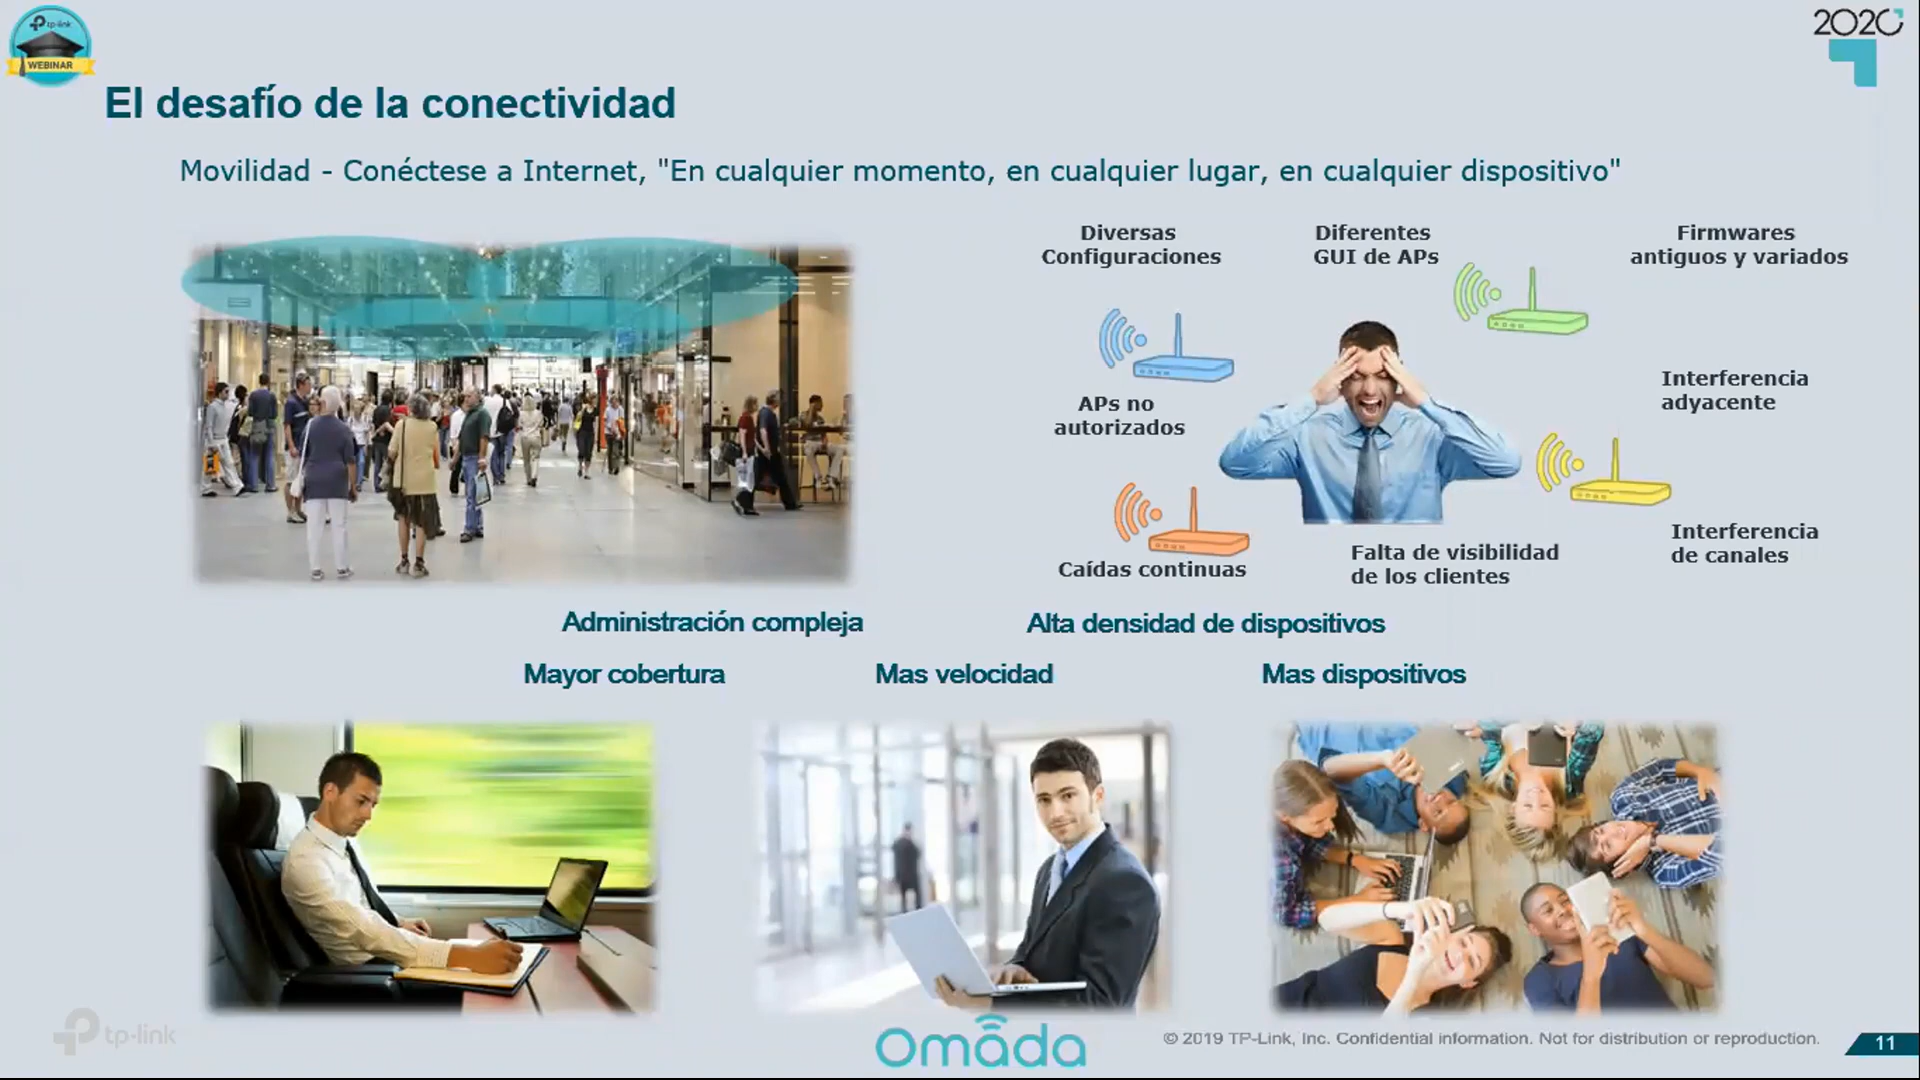 tp-link
WEBINAR
2020
El desafío de la conectividad
Movilidad - Conéctese a Internet, "En cualquier momento, en cualquier lugar, en cualquier dispositivo"
Diversas
Configuraciones
Diferentes
GUI de APs
Firmwares
antiguos y variados
APs no
autorizados
Interferencia
adyacente
Caídas continuas
Falta de visibilidad
de los clientes
Interferencia
de canales
Administración compleja
Alta densidad de dispositivos
Mayor cobertura
Mas velocidad
Mas dispositivos
tp-link
omada
© 2019 TP-Link, Inc. Confidential information. Not for distribution or reproduction.
11